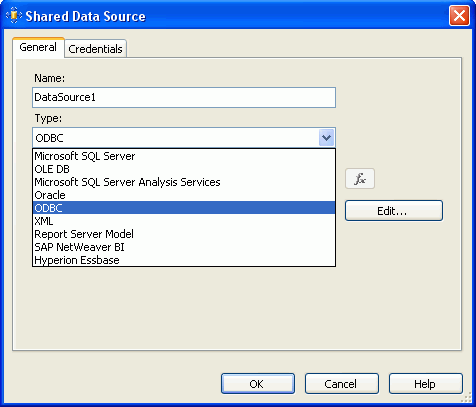 Shared Data Source
General
Credentials
Name:
DataSource1
Type:
ODBC
Microsoft SQL Server
OLE DB
Microsoft SQL Server Analysis Services
Oracle
ODBC
XML
Report Server Model
SAP NetWeaver BI
Hyperion Essbase
fx
Edit...
OK
Cancel
Help